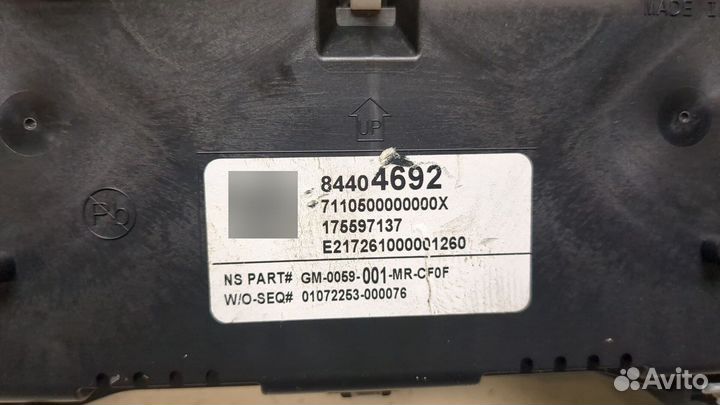 MADE I
UP
Pb
84404692
7110500000000X
175597137
E217261000001260
NS PART# GM-0059-001-MR-CF0F
W/O-SEQ# 01072253-000076
Avito